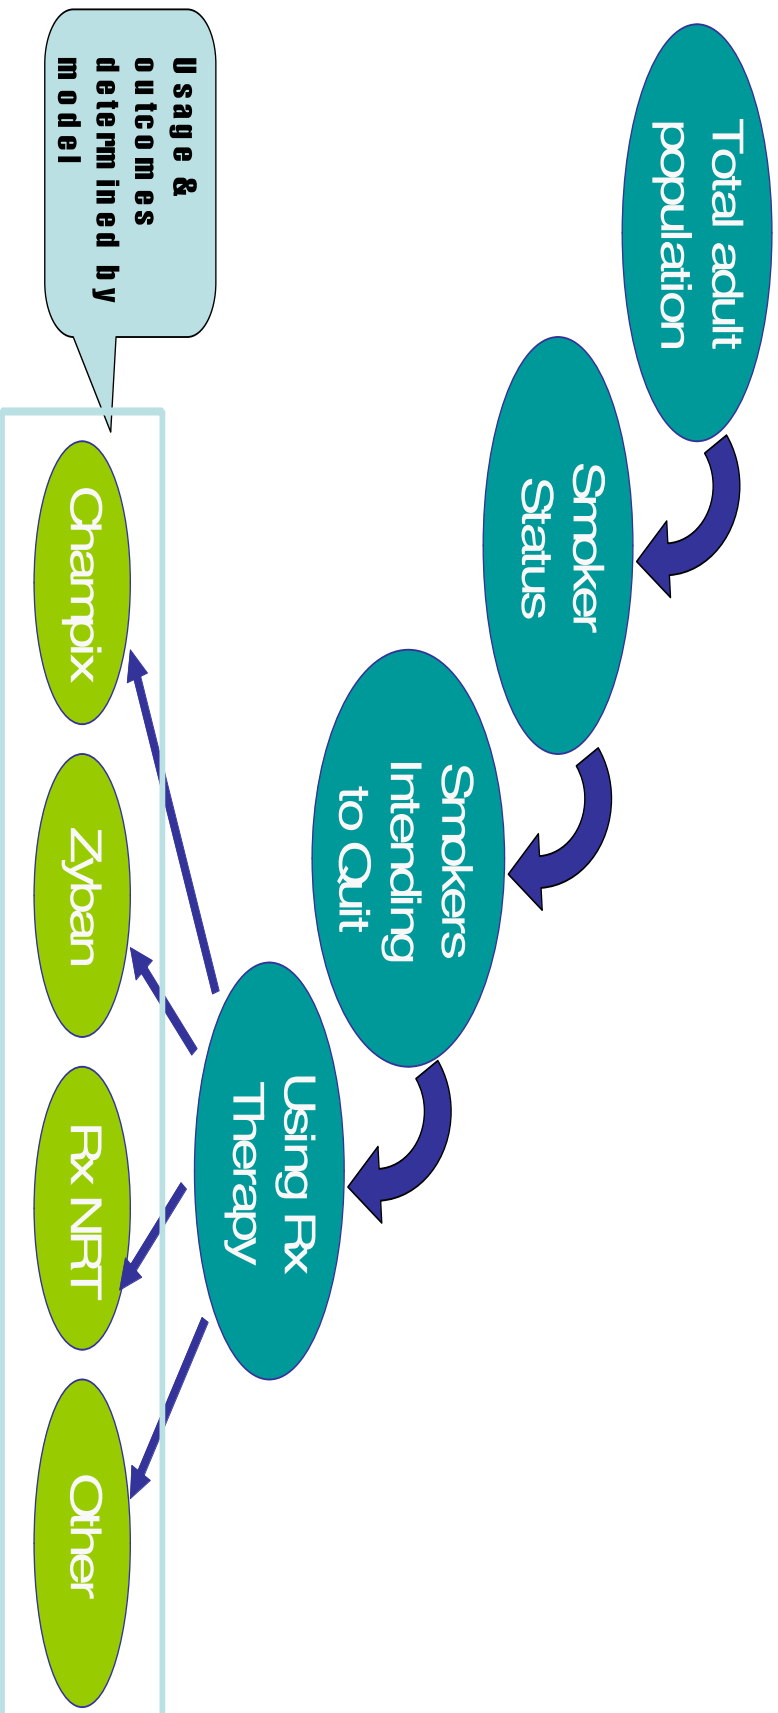 Total adult
population
Smoker
Status
Smokers
Intending
to Quit
Using Rx
Therapy
Usage &
outcomes
determined by
model
Champix
Zyban
Rx NRT
Other